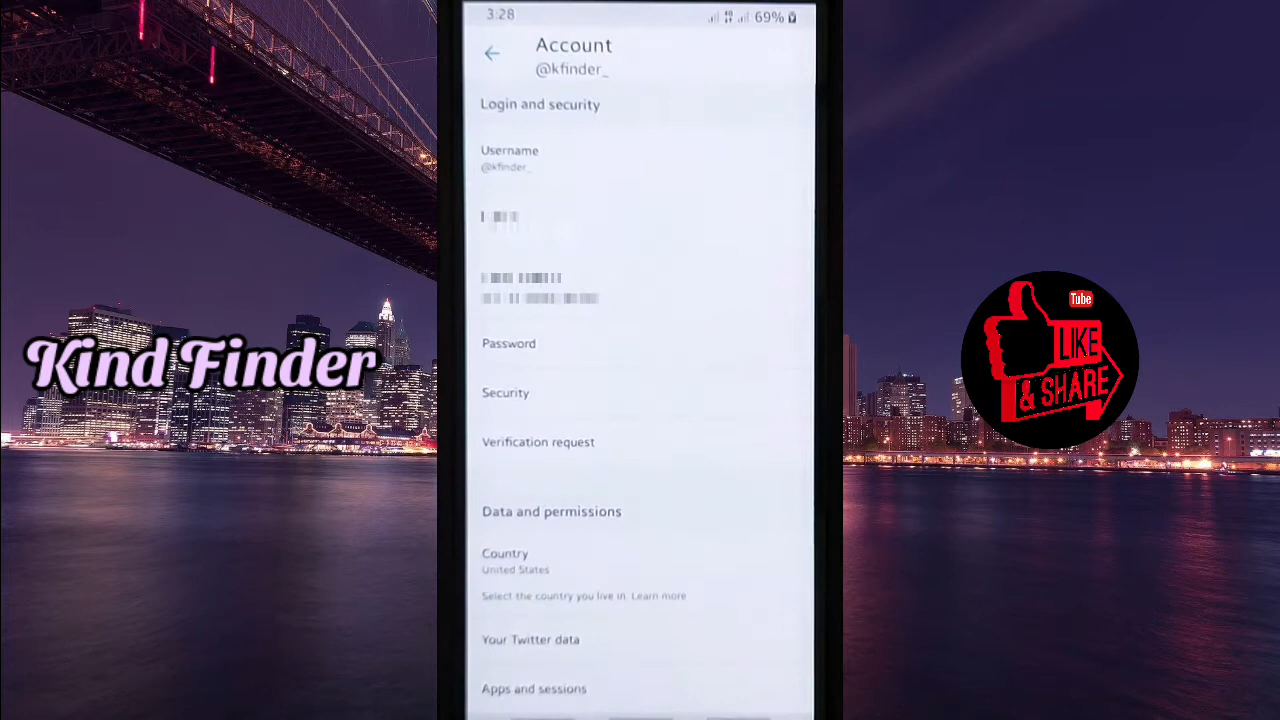 3:28
69%
Account
@kfinder_
Login and security
Username
@kfinder_
Password
Security
Verification request
Data and permissions
Country
United States
Select the country you live in. Learn more
Your Twitter data
Apps and sessions
Kind Finder
Tube
LIKE
& SHARE